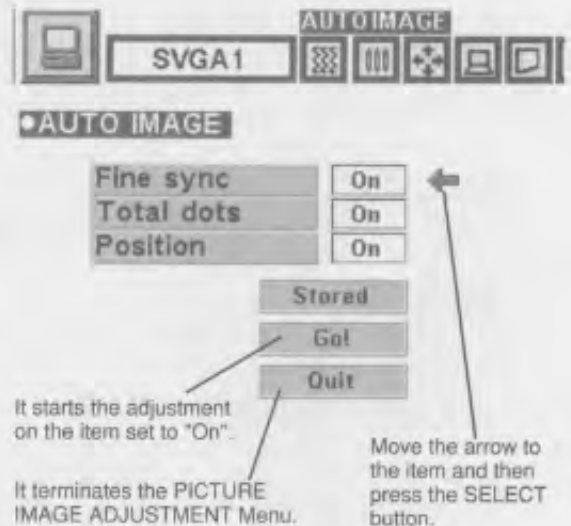 AUTO IMAGE
SVGA1
•AUTO IMAGE
Fine sync On
Total dots On
Position On
Stored
Go!
Quit
It starts the adjustment
on the item set to "On".
Move the arrow to
the item and then
press the SELECT
button.
It terminates the PICTURE
IMAGE ADJUSTMENT Menu.